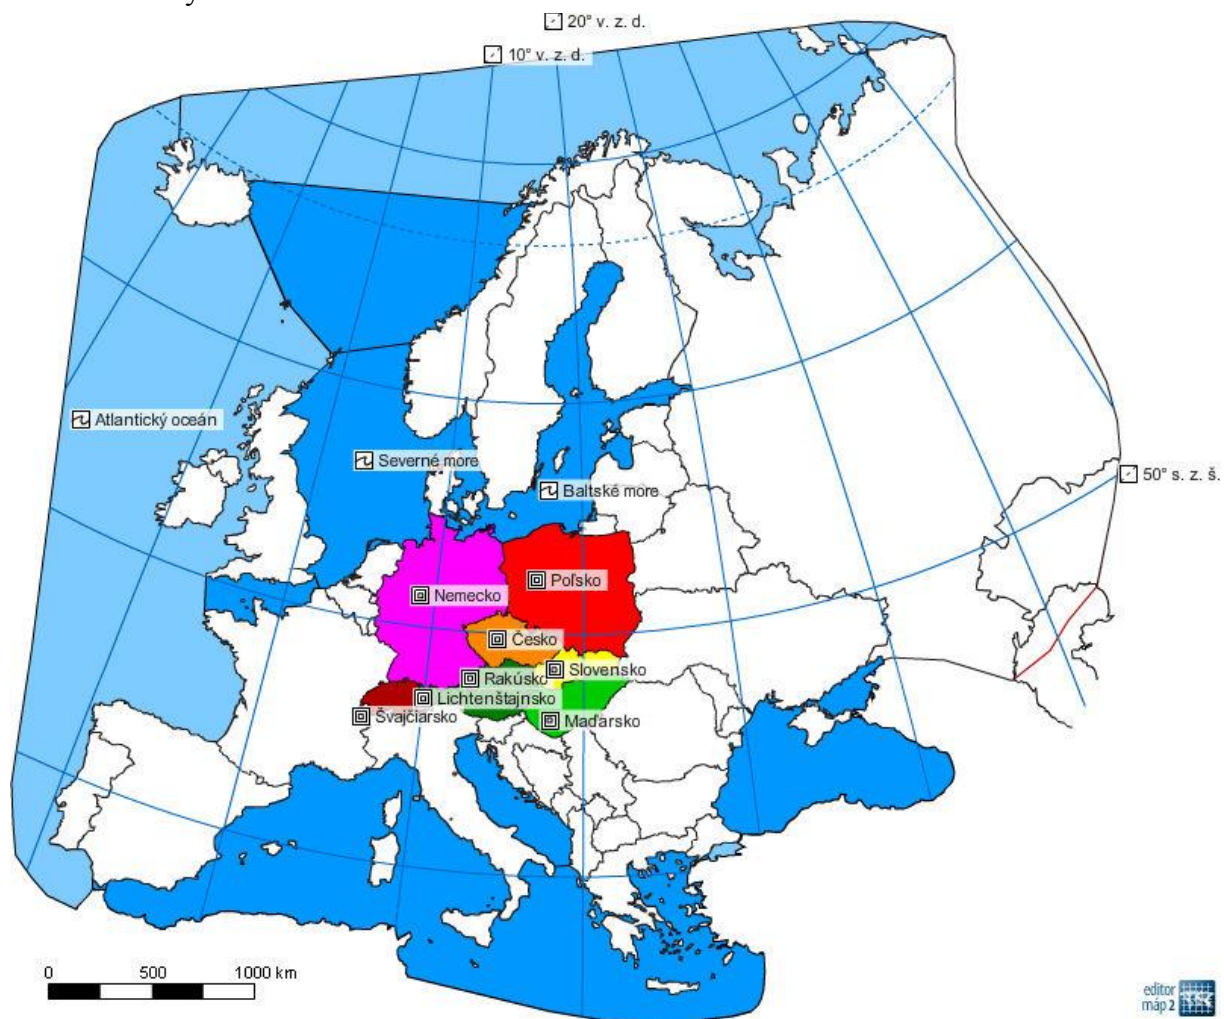 20° v. z. d.
10° v. z. d.
Atlantický oceán
Severné more
Baltské more
50° s. z. š.
Poľsko
Nemecko
Česko
Slovensko
Rakúsko
Lichtenštajnsko
Švajčiarsko
Maďarsko
0 500 1000 km
editor
máp 2